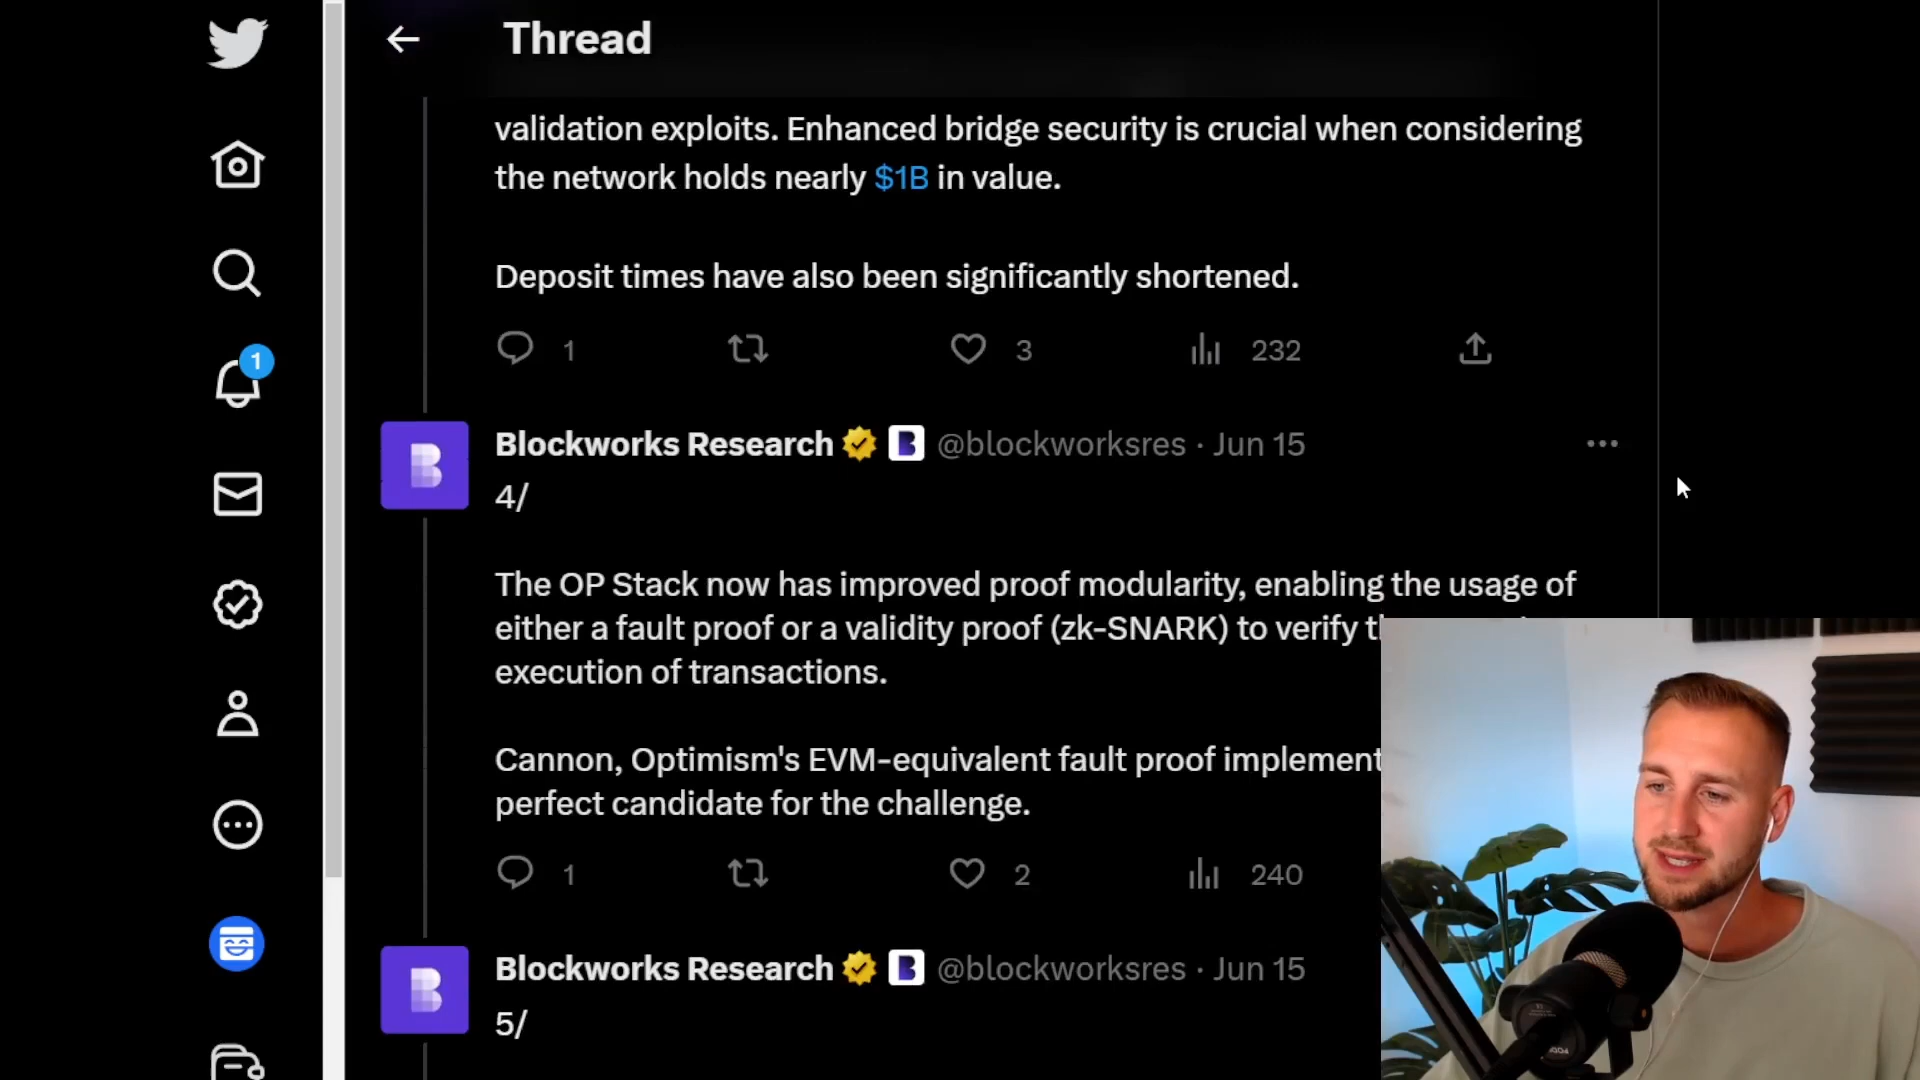 Thread
validation exploits. Enhanced bridge security is crucial when considering
the network holds nearly $1B in value.
Deposit times have also been significantly shortened.
1
3
232
1
Blockworks Research @blockworksres · Jun 15
4/
The OP Stack now has improved proof modularity, enabling the usage of
either a fault proof or a validity proof (zk-SNARK) to verify
execution of transactions.
Cannon, Optimism's EVM-equivalent fault proof
perfect candidate for the challenge.
1
2
240
Blockworks Research @blockworksres · Jun 15
5/